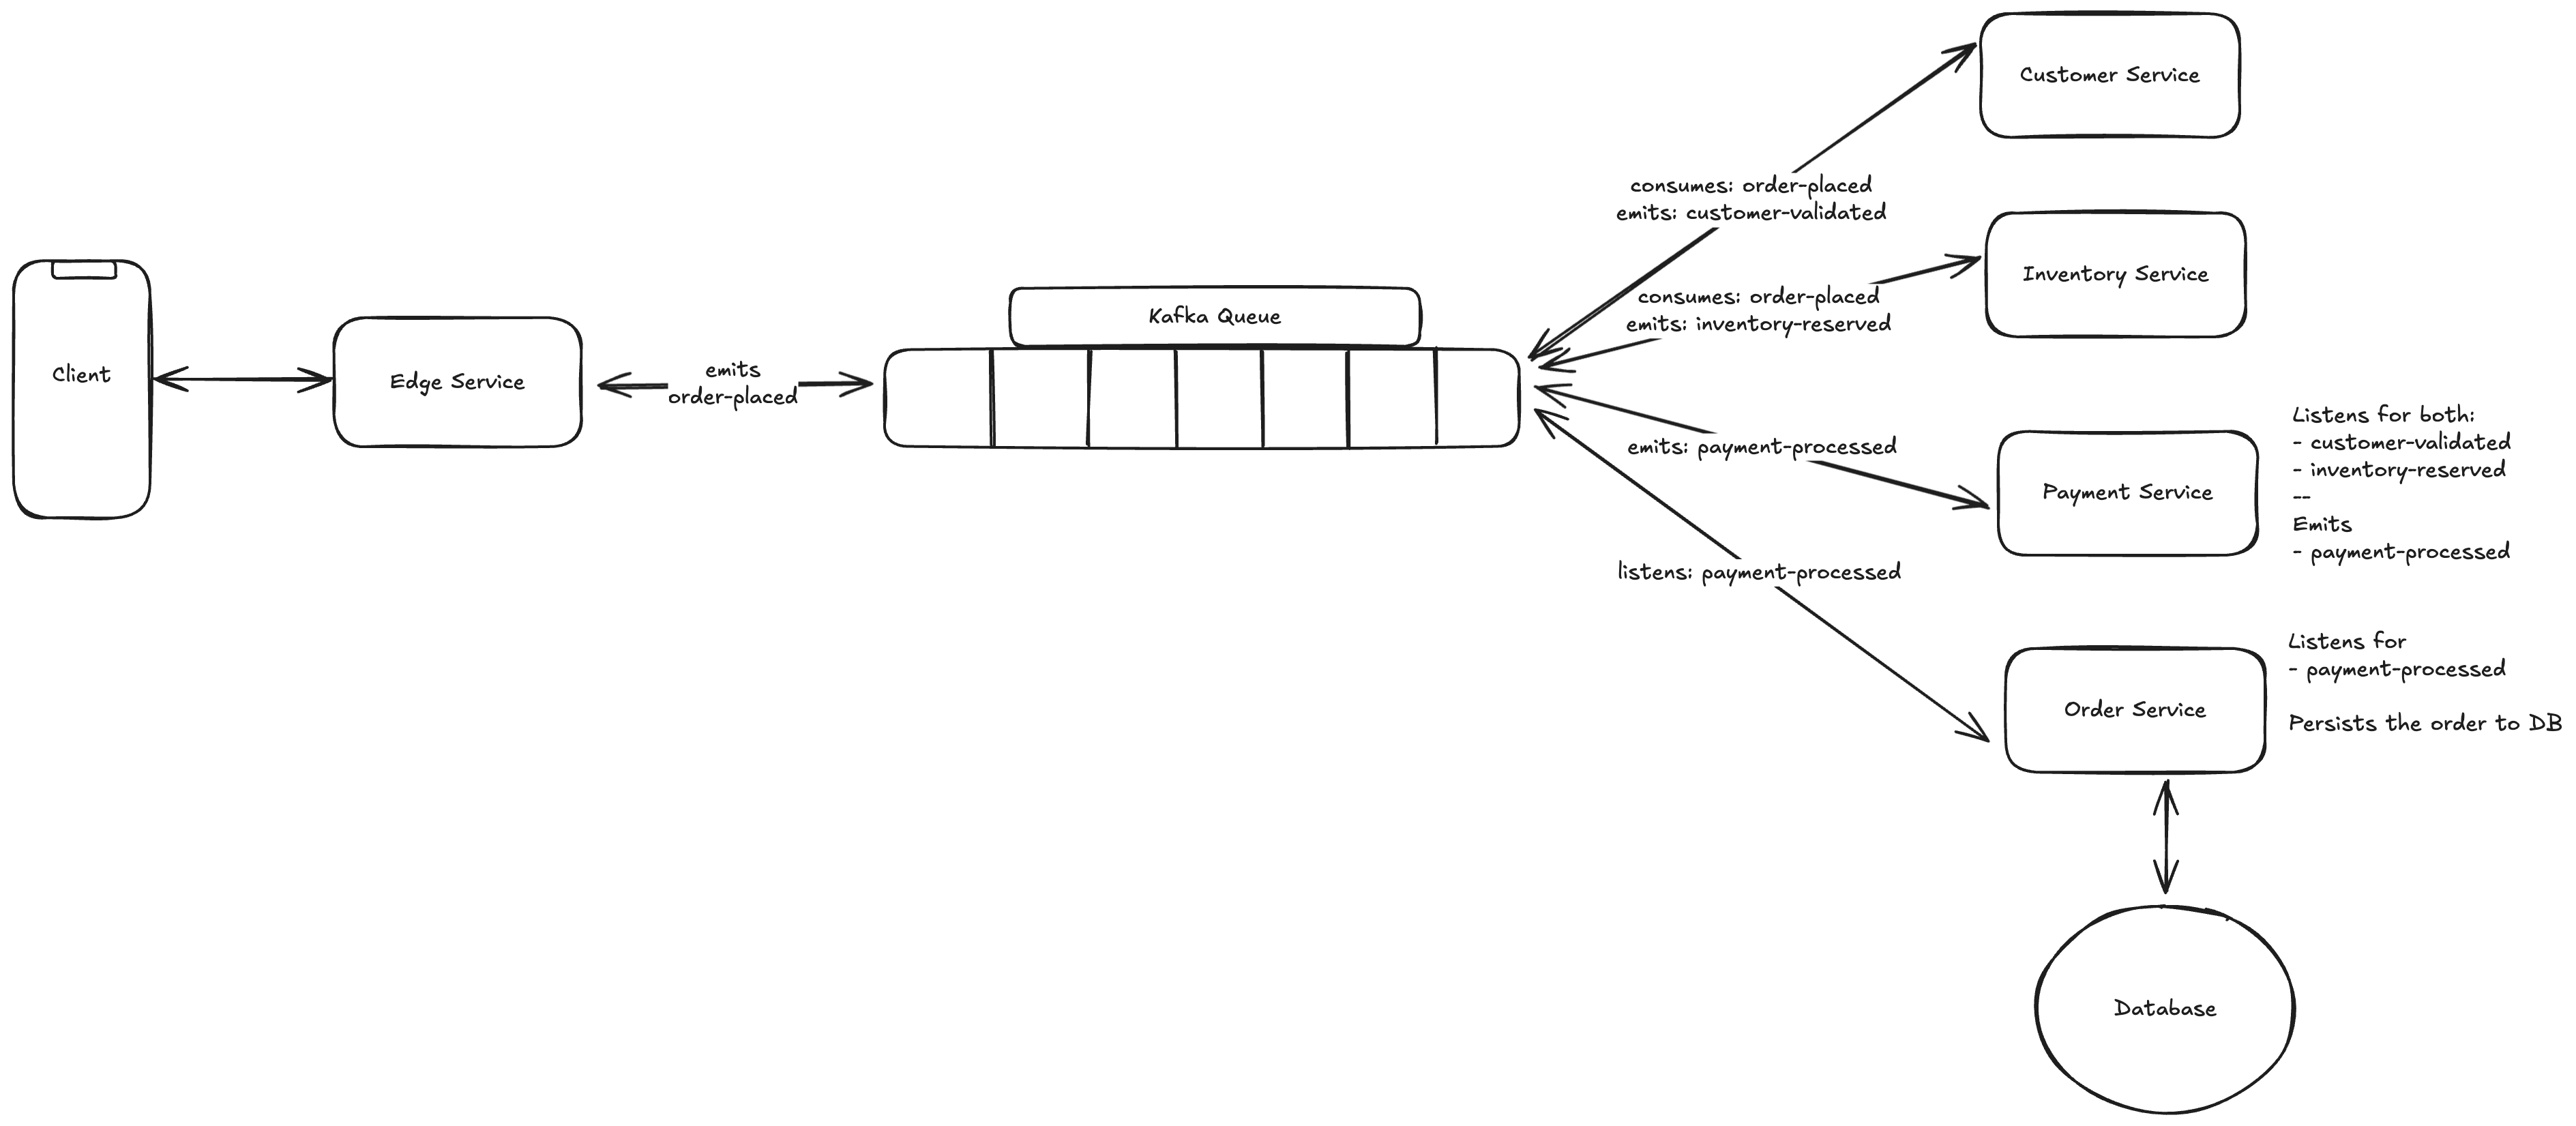 Client
Edge Service
emits
order-placed
Kafka Queue
consumes: order-placed
emits: customer-validated
consumes: order-placed
emits: inventory-reserved
emits: payment-processed
listens: payment-processed
Customer Service
Inventory Service
Payment Service
Listens for both:
- customer-validated
- inventory-reserved
--
Emits
- payment-processed
Order Service
Listens for
- payment-processed
Persists the order to DB
Database